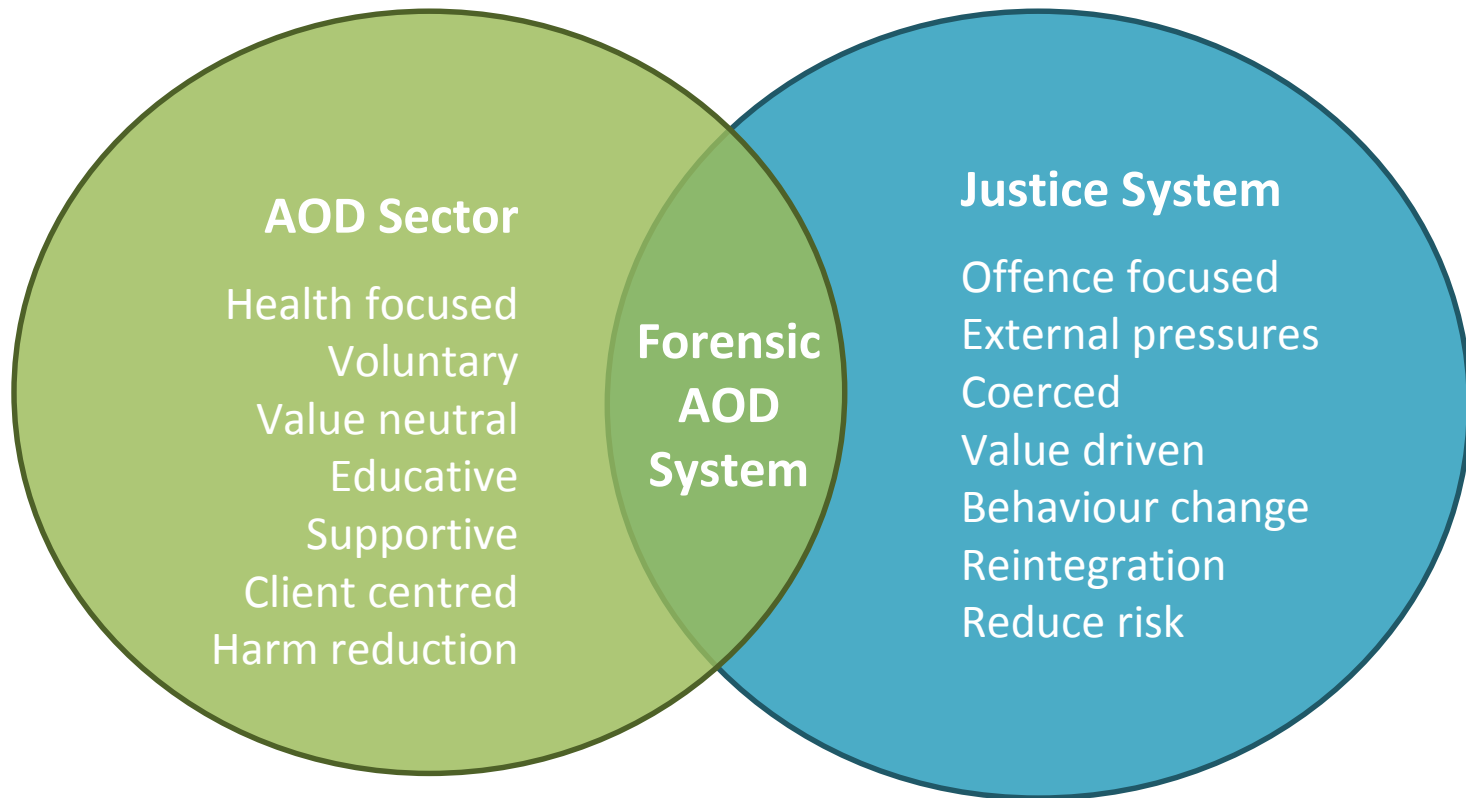 AOD Sector
Health focused
Voluntary
Value neutral
Educative
Supportive
Client centred
Harm reduction
Forensic
AOD
System
Justice System
Offence focused
External pressures
Coerced
Value driven
Behaviour change
Reintegration
Reduce risk